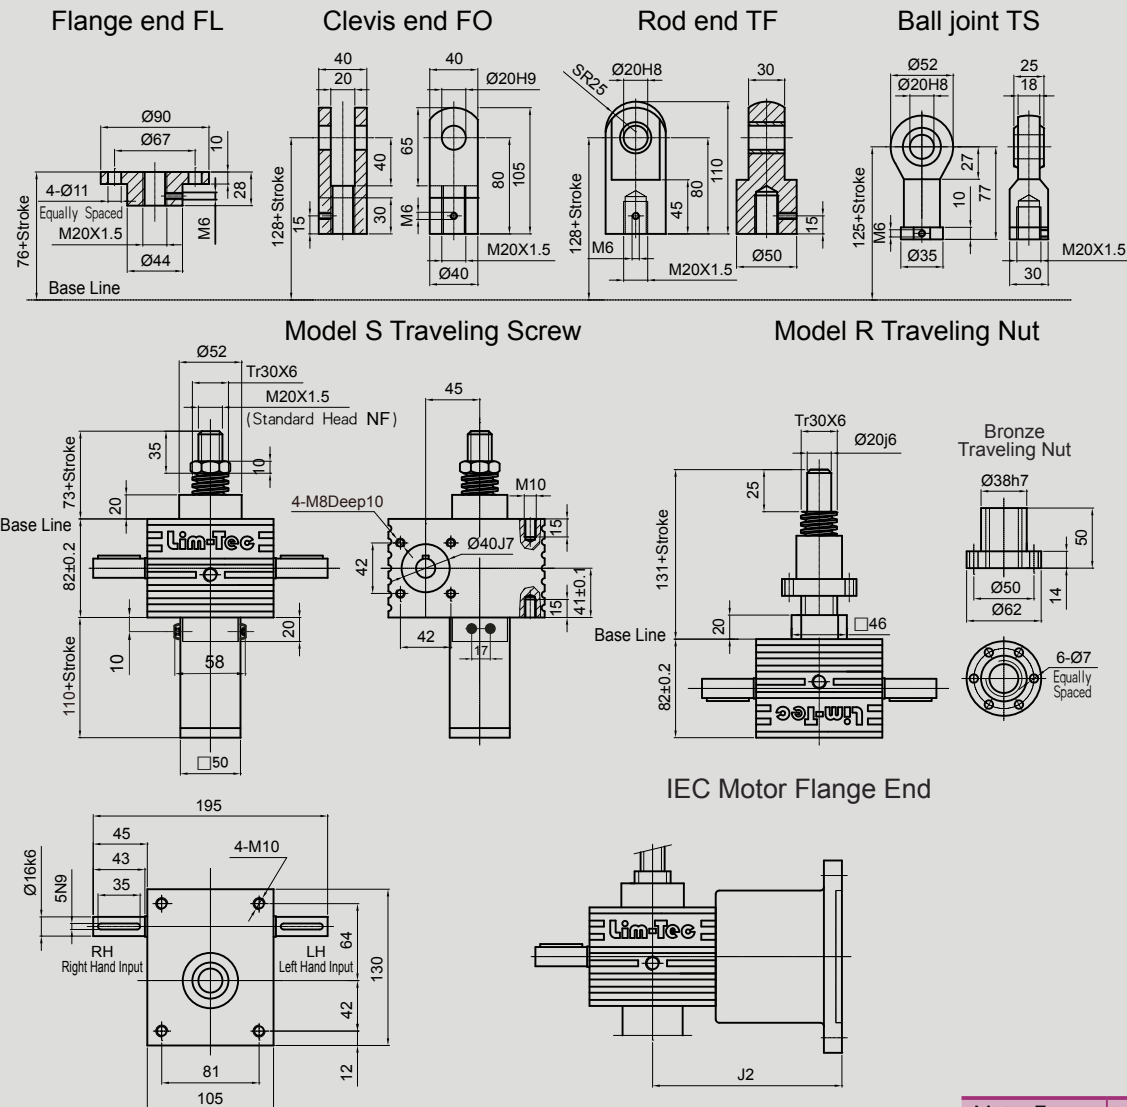 Flange end FL
Clevis end FO
Rod end TF
Ball joint TS
Ø90
Ø67
10
4-Ø11
Equally Spaced
28
M20X1.5
M6
Ø44
76+Stroke
Base Line
40
20
40
30
15
128+Stroke
40
Ø20H9
65
80
105
M6
M20X1.5
Ø40
SR25
Ø20H8
110
80
45
128+Stroke
M6
M20X1.5
30
15
Ø50
Ø52
Ø20H8
27
77
10
125+Stroke
M6
Ø35
25
18
M20X1.5
30
Model S Traveling Screw
Model R Traveling Nut
Ø52
Tr30X6
M20X1.5
(Standard Head NF)
35
10
73+Stroke
20
Base Line
Lim-Tec
82±0.2
110+Stroke
10
58
20
□50
45
4-M8Deep10
M10
15
Ø40J7
42
41±0.1
15
42
17
Tr30X6
Ø20j6
25
131+Stroke
20
□46
Base Line
82±0.2
Lim-Tec
Bronze
Traveling Nut
Ø38h7
50
Ø50
14
Ø62
6-Ø7
Equally
Spaced
195
45
43
35
4-M10
Ø16k6
5N9
RH
Right Hand Input
LH
Left Hand Input
64
130
42
12
81
105
IEC Motor Flange End
Lim-Tec
J2